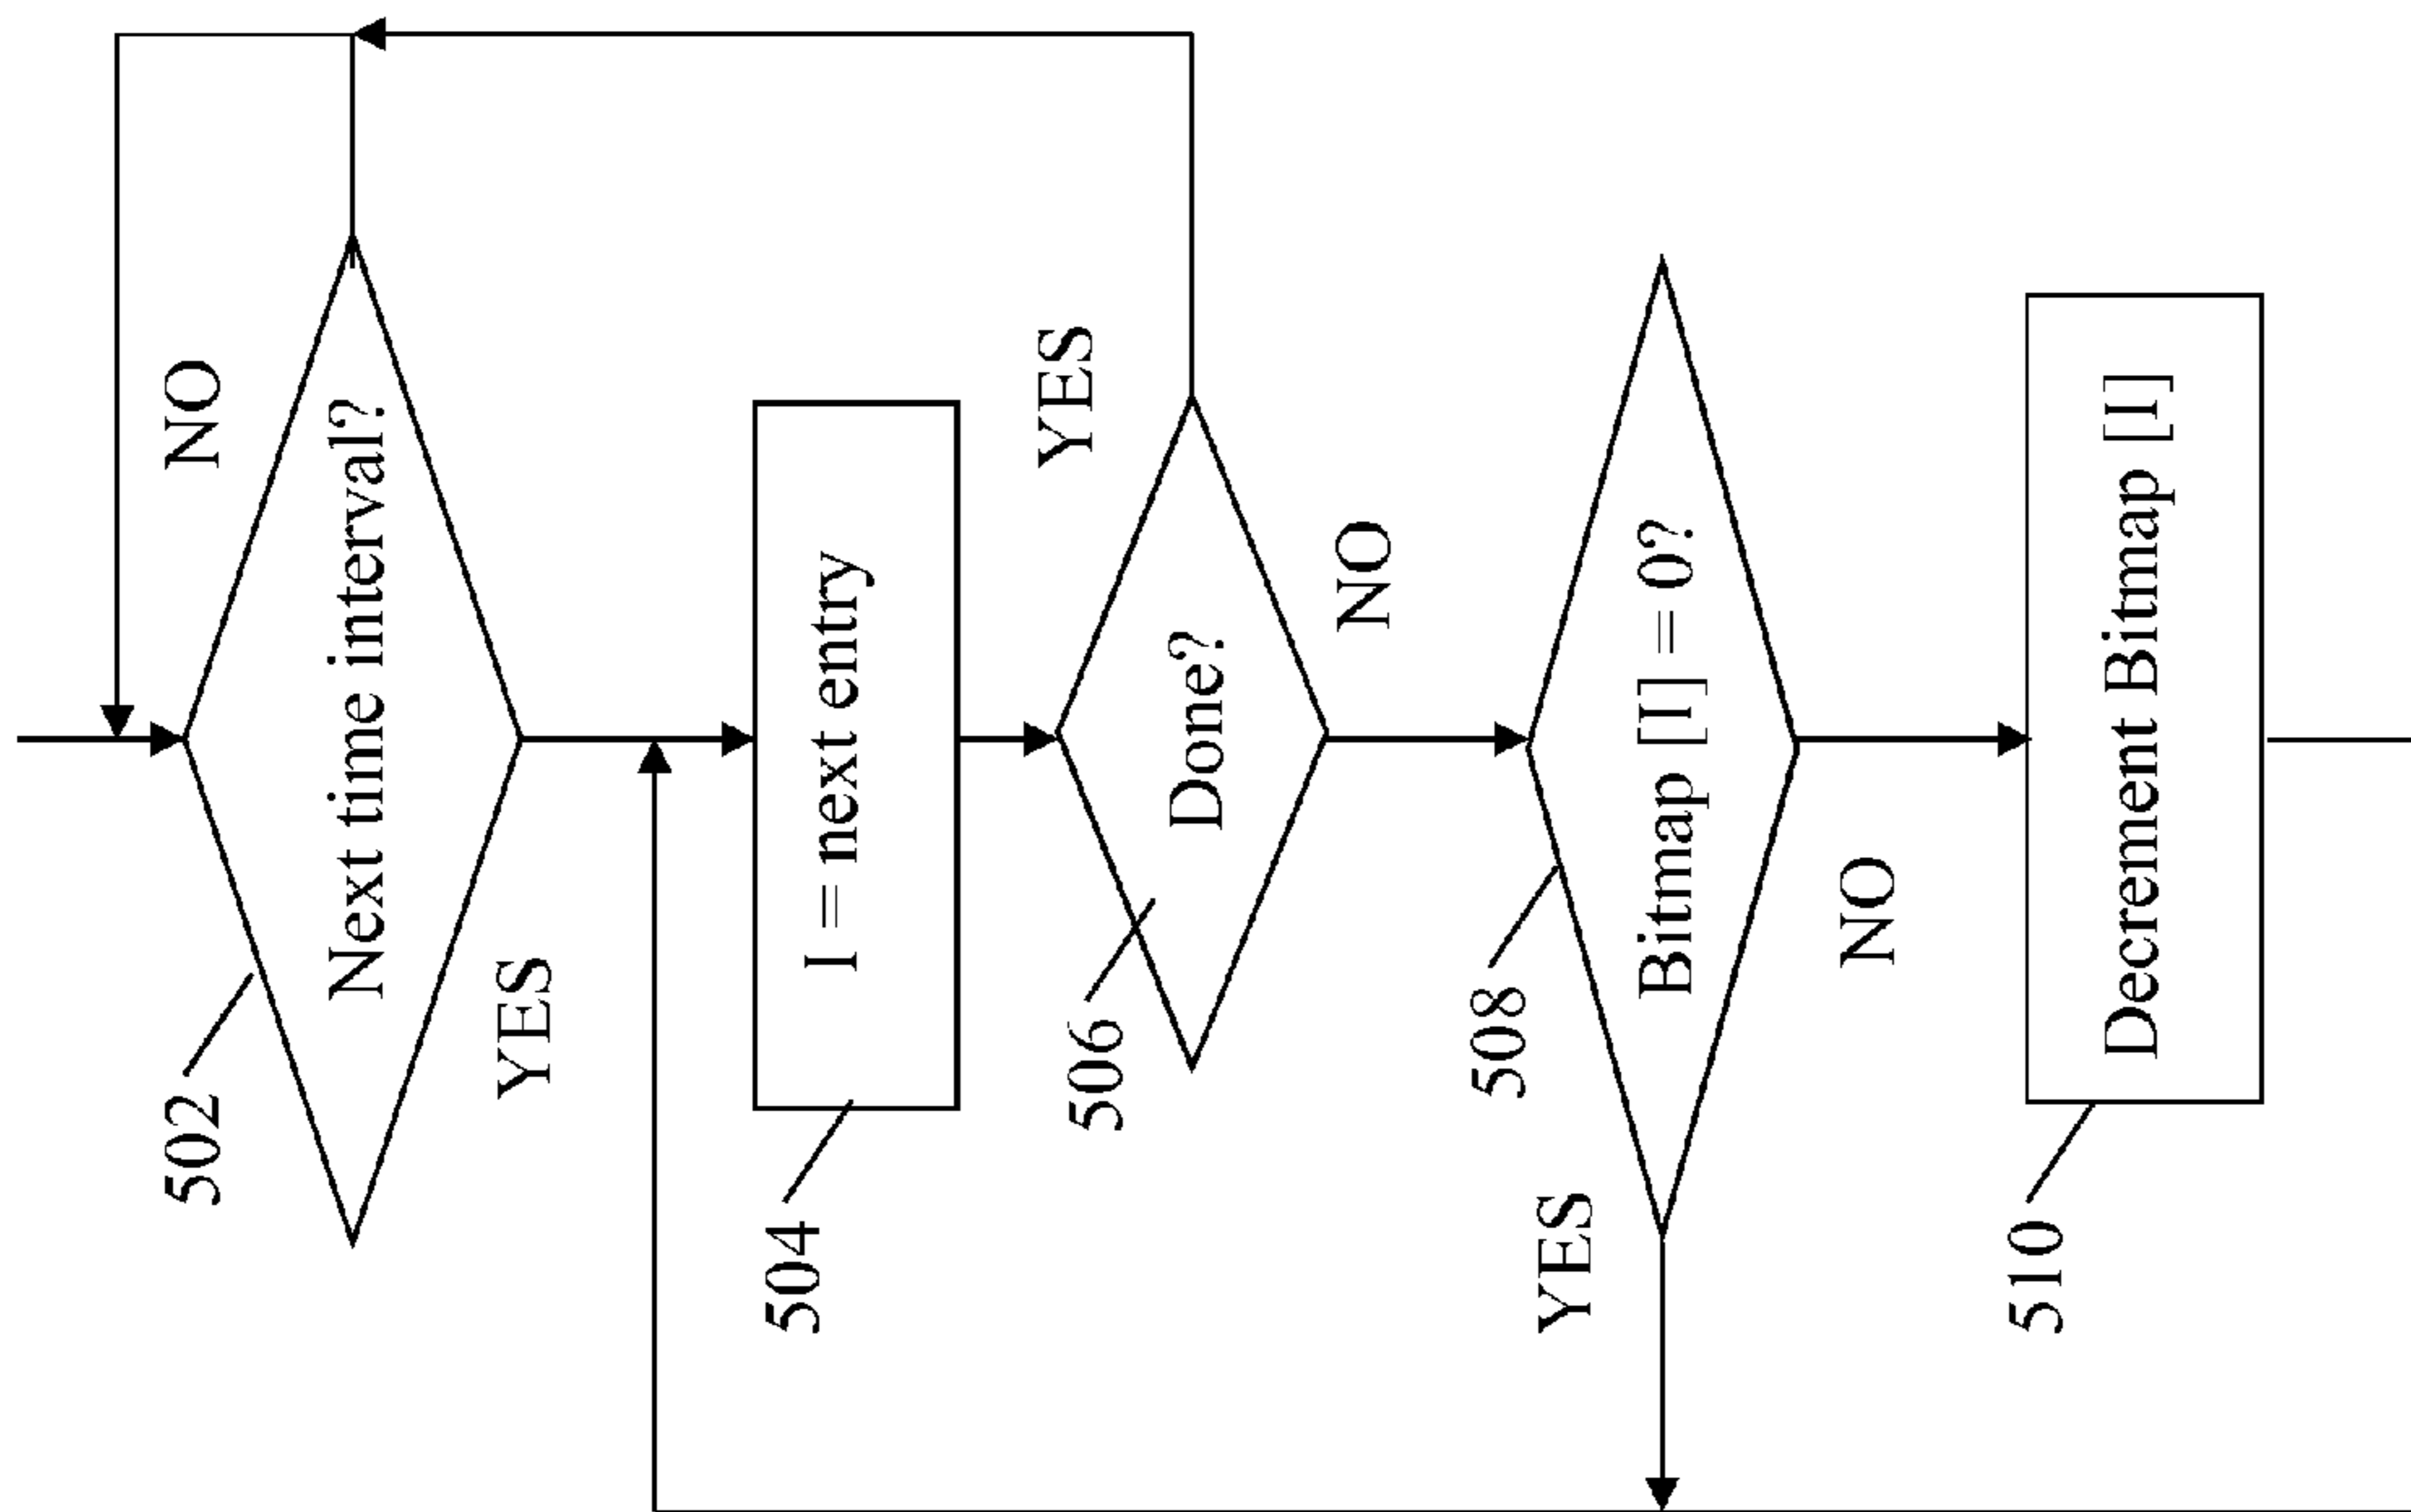 502
Next time interval?
NO
YES
504
I = next entry
506
Done?
YES
NO
508
Bitmap [I] = 0?
YES
NO
510
Decrement Bitmap [I]